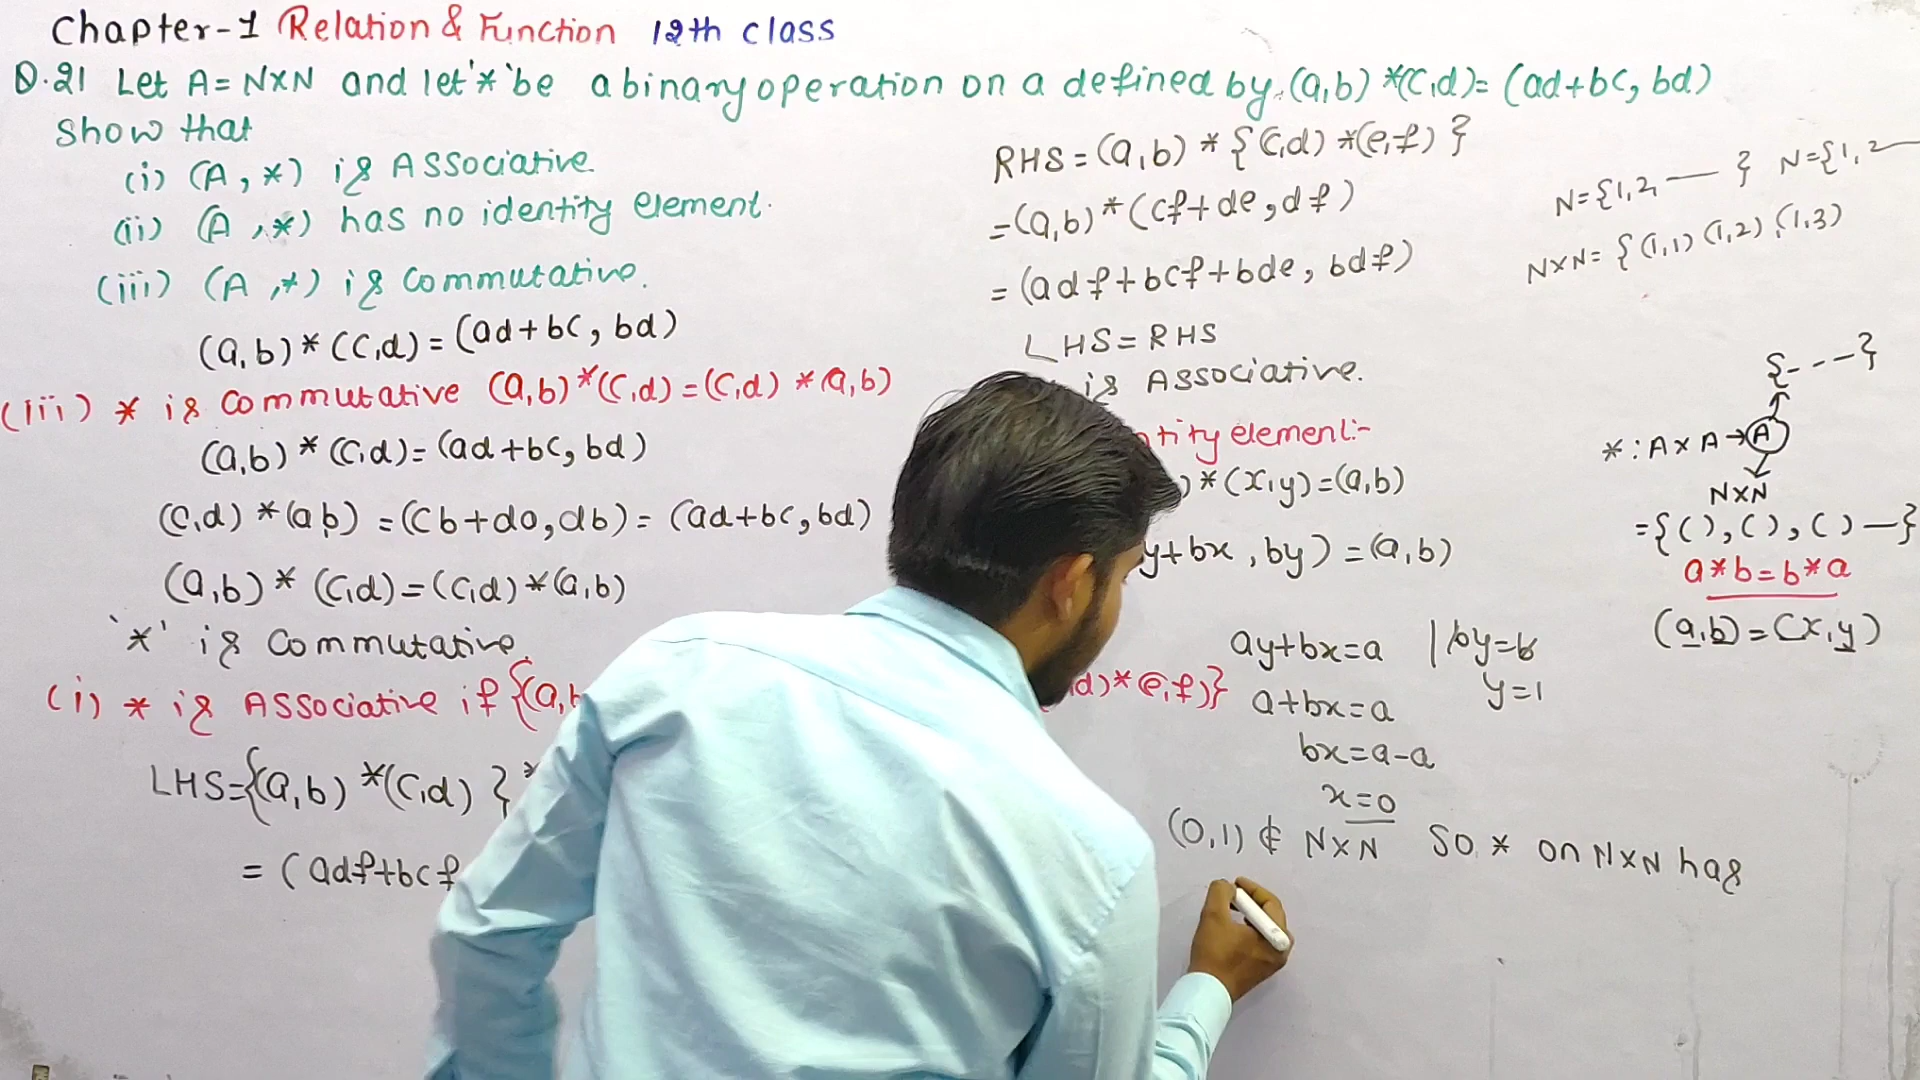 Chapter-1 Relation & Function 12th class
Q.21 Let A=N×N and let '*' be a binary operation on a defined by (a,b)*(c,d)=(ad+bc, bd)
Show that
(i) (A,*) is Associative.
(ii) (A,*) has no identity element.
(iii) (A,*) is Commutative.
(a,b)*(c,d)=(ad+bc, bd)
(iii) * is Commutative (a,b)*(c,d)=(c,d)*(a,b)
(a,b)*(c,d)=(ad+bc, bd)
(c,d)*(a,b)=(cb+da, db)=(ad+bc, bd)
(a,b)*(c,d)=(c,d)*(a,b)
'*' is Commutative.
(i) * is Associative if {(a,b d)*(e,f)}
LHS={(a,b)*(c,d)}*
=(adf+bcf
RHS=(a,b)*{(c,d)*(e,f)}
=(a,b)*(cf+de, df)
=(adf+bcf+bde, bdf)
LHS=RHS
is Associative.
ntity element:-
)*(x,y)=(a,b)
y+bx, by)=(a,b)
ay+bx=a | by=b
a+bx=a y=1
bx=a-a
x=0
(0,1)∉ N×N So * on N×N has
N={1,2, — } N={1,2 —
N×N={(1,1)(1,2),(1,3)
{- - -}
*:A×A→A
N×N
={( ),( ),( )—}
a*b=b*a
(a,b)=(x,y)